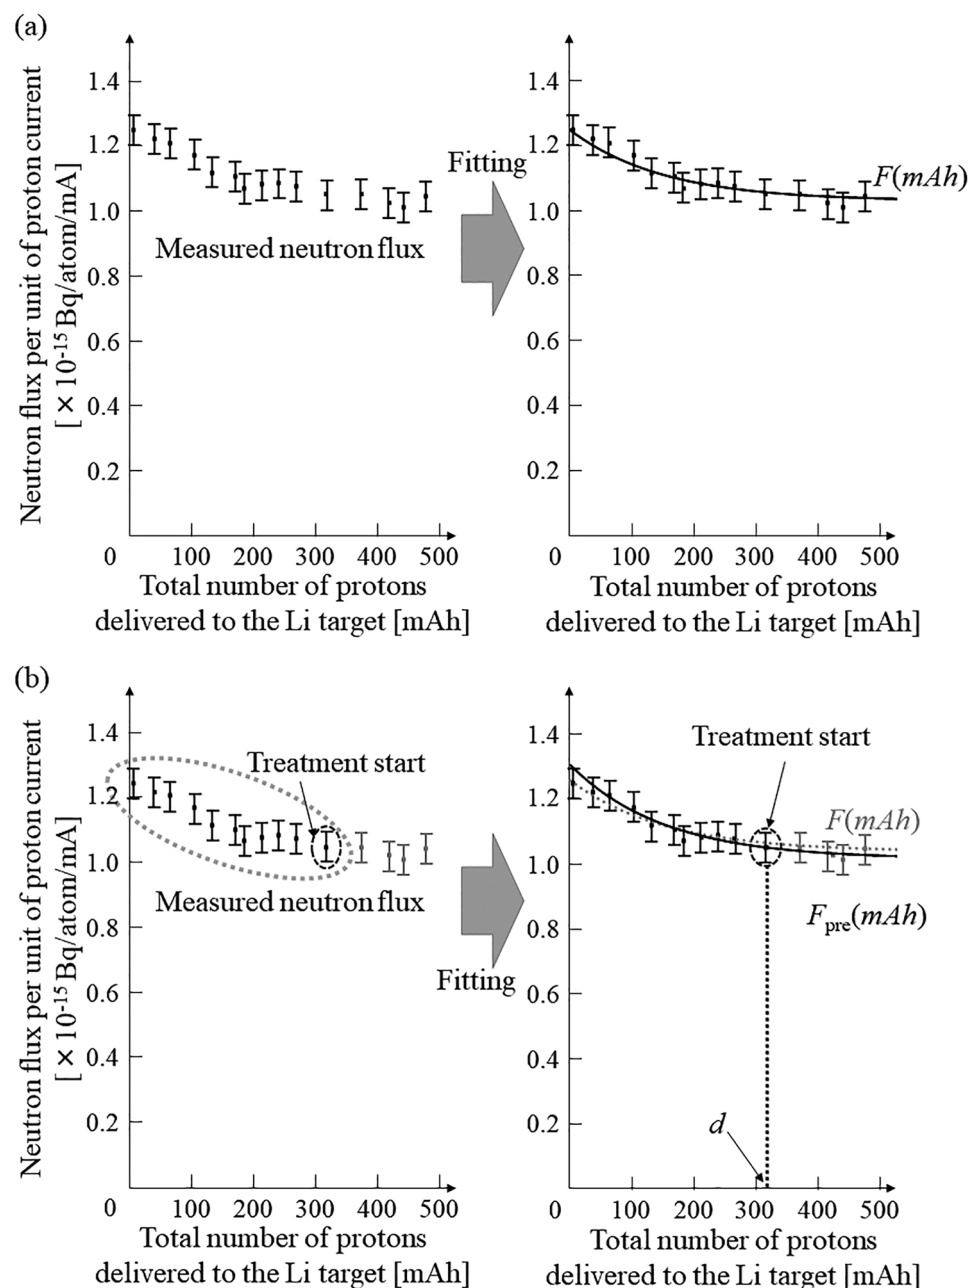 (a)
Neutron flux per unit of proton current
[ × 10-15 Bq/atom/mA]
1.4
1.2
1.0
0.8
0.6
0.4
0.2
0 100 200 300 400 500
Measured neutron flux
Total number of protons
delivered to the Li target [mAh]
Fitting
1.4
1.2
1.0
0.8
0.6
0.4
0.2
0 100 200 300 400 500
F(mAh)
Total number of protons
delivered to the Li target [mAh]
(b)
Neutron flux per unit of proton current
[ × 10-15 Bq/atom/mA]
1.4
1.2
1.0
0.8
0.6
0.4
0.2
0 100 200 300 400 500
Treatment start
Measured neutron flux
Total number of protons
delivered to the Li target [mAh]
Fitting
1.4
1.2
1.0
0.8
0.6
0.4
0.2
0 100 200 300 400 500
Treatment start
F(mAh)
Fpre(mAh)
d
Total number of protons
delivered to the Li target [mAh]